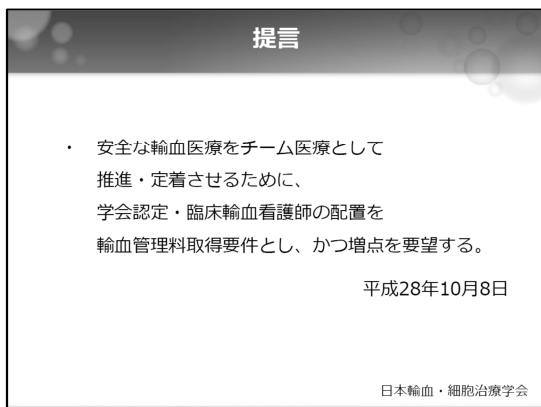 提言
・ 安全な輸血医療をチーム医療として
推進・定着させるために、
学会認定・臨床輸血看護師の配置を
輸血管理料取得要件とし、かつ増点を要望する。
平成28年10月8日
日本輸血・細胞治療学会